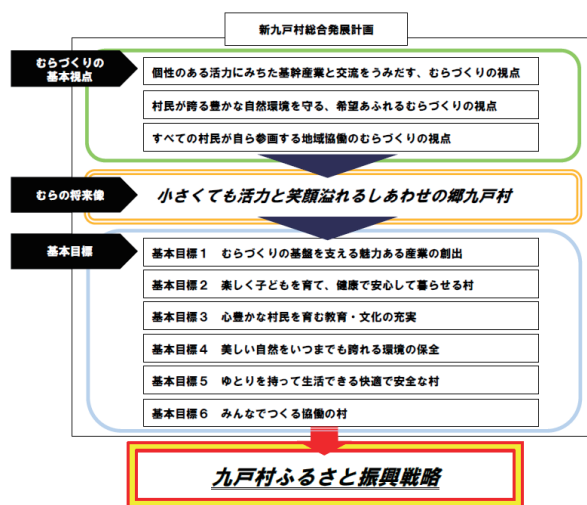 新九戸村総合発展計画
むらづくりの
基本視点
個性のある活力にみちた基幹産業と交流をうみだす、むらづくりの視点
村民が誇る豊かな自然環境を守る、希望あふれるむらづくりの視点
すべての村民が自ら参画する地域協働のむらづくりの視点
むらの将来像
小さくても活力と笑顔溢れるしあわせの郷九戸村
基本目標
基本目標1　むらづくりの基盤を支える魅力ある産業の創出
基本目標2　楽しく子どもを育て、健康で安心して暮らせる村
基本目標3　心豊かな村民を育む教育・文化の充実
基本目標4　美しい自然をいつまでも誇れる環境の保全
基本目標5　ゆとりを持って生活できる快適で安全な村
基本目標6　みんなでつくる協働の村
九戸村ふるさと振興戦略